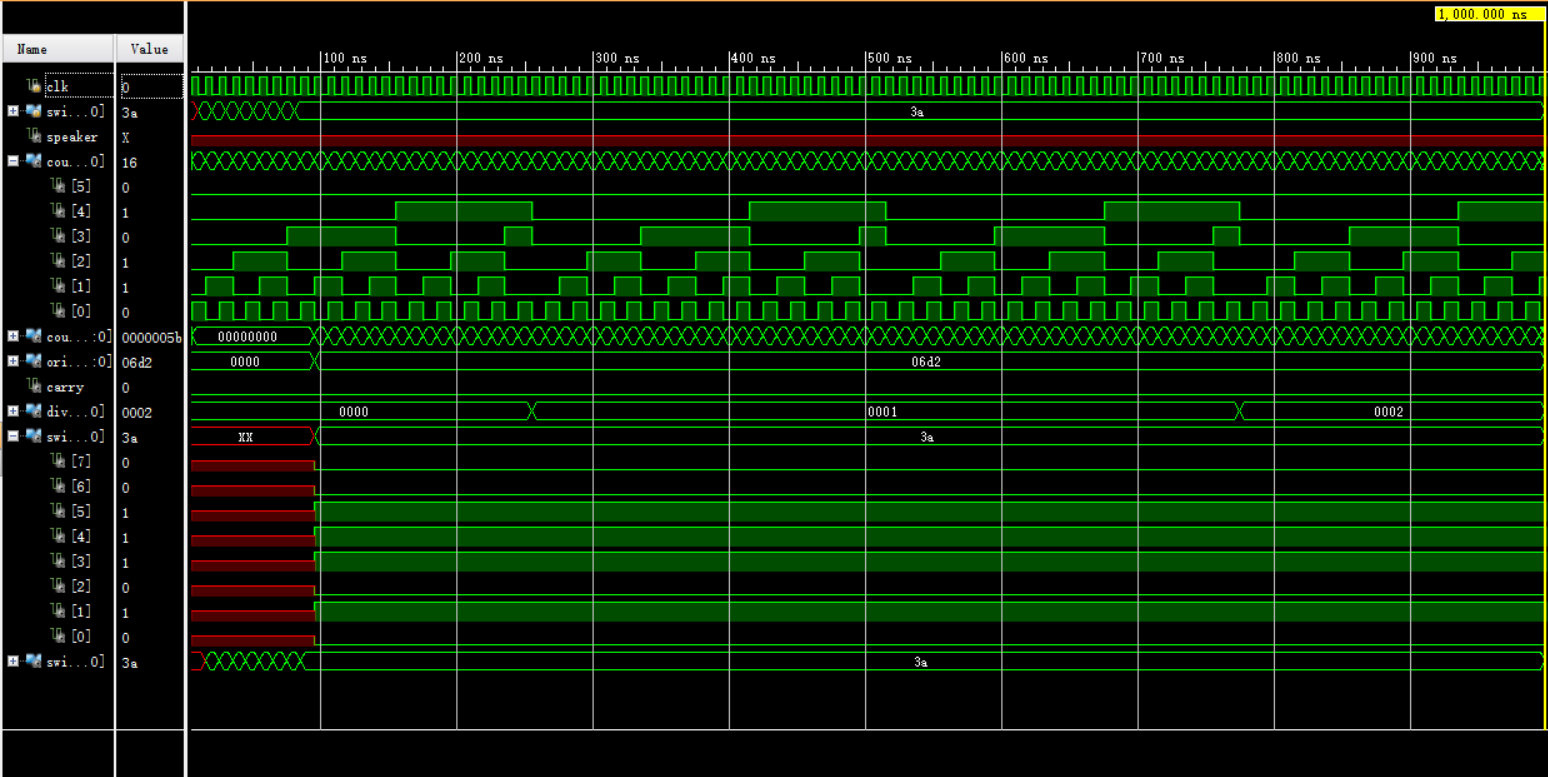 1,000.000 ns
Name Value
100 ns 200 ns 300 ns 400 ns 500 ns 600 ns 700 ns 800 ns 900 ns
clk 0
swi...0] 3a 3a
speaker X
cou...0] 16
[5] 0
[4] 1
[3] 0
[2] 1
[1] 1
[0] 0
cou...:0] 0000005b 00000000
ori...:0] 06d2 0000 06d2
carry 0
div...0] 0002 0000 0001 0002
swi...0] 3a XX 3a
[7] 0
[6] 0
[5] 1
[4] 1
[3] 1
[2] 0
[1] 1
[0] 0
swi...0] 3a 3a